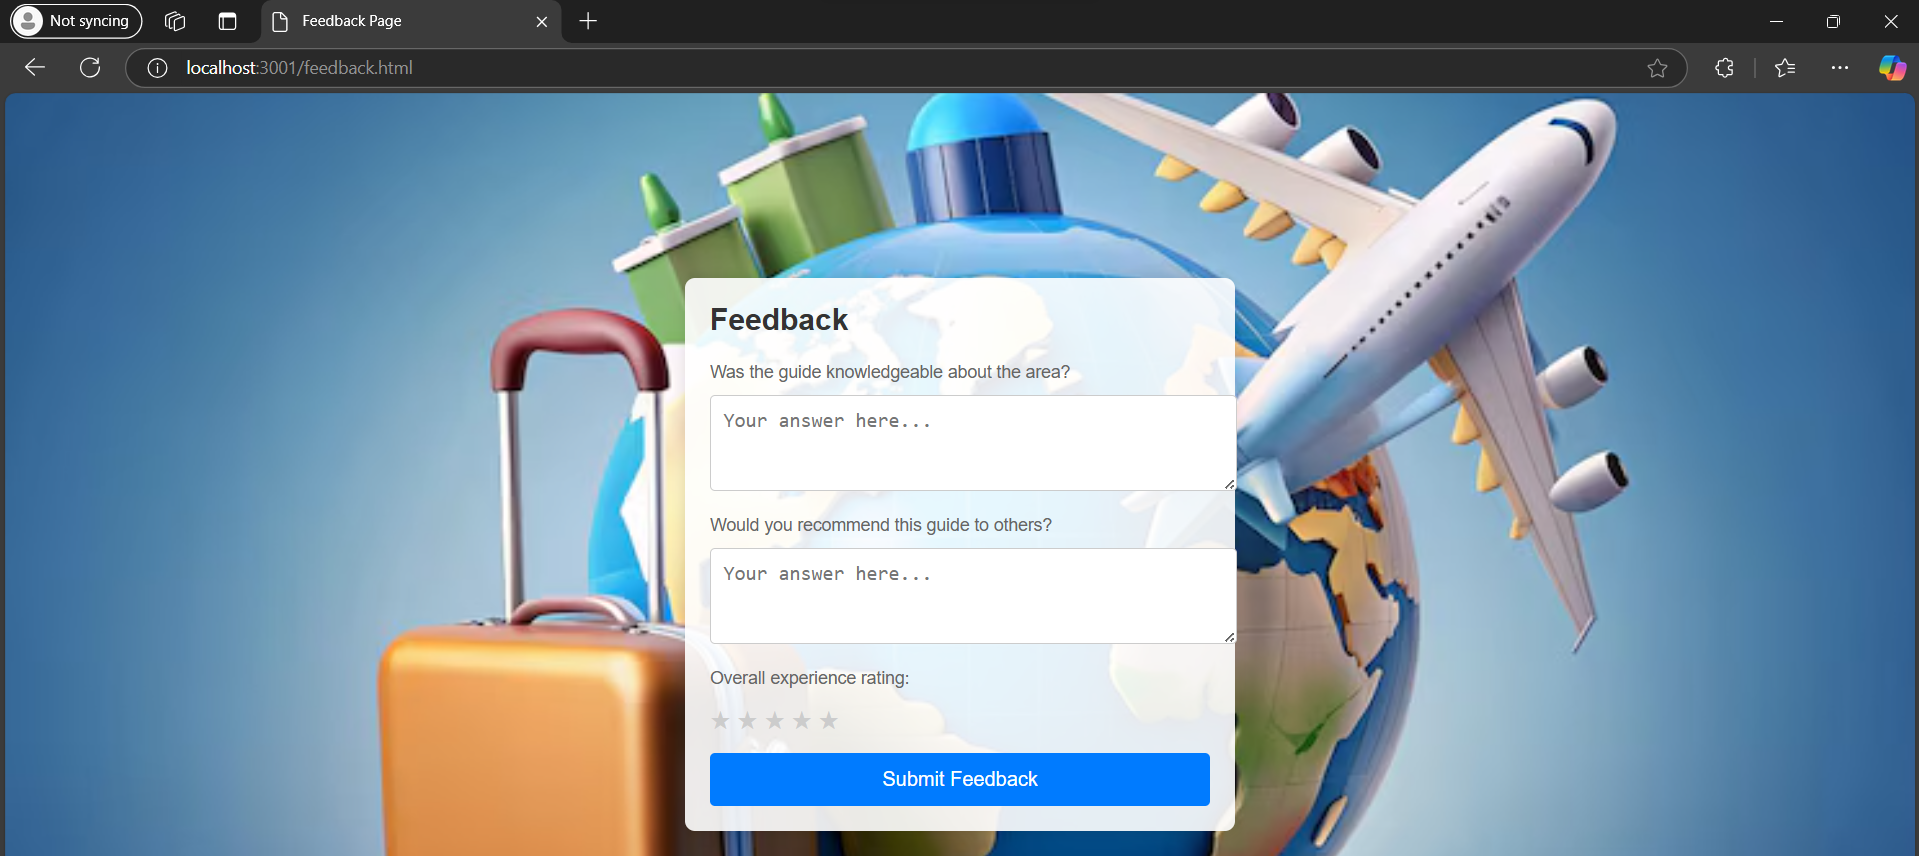 Not syncing
Feedback Page
localhost:3001/feedback.html
Feedback
Was the guide knowledgeable about the area?
Your answer here...
Would you recommend this guide to others?
Your answer here...
Overall experience rating:
Submit Feedback